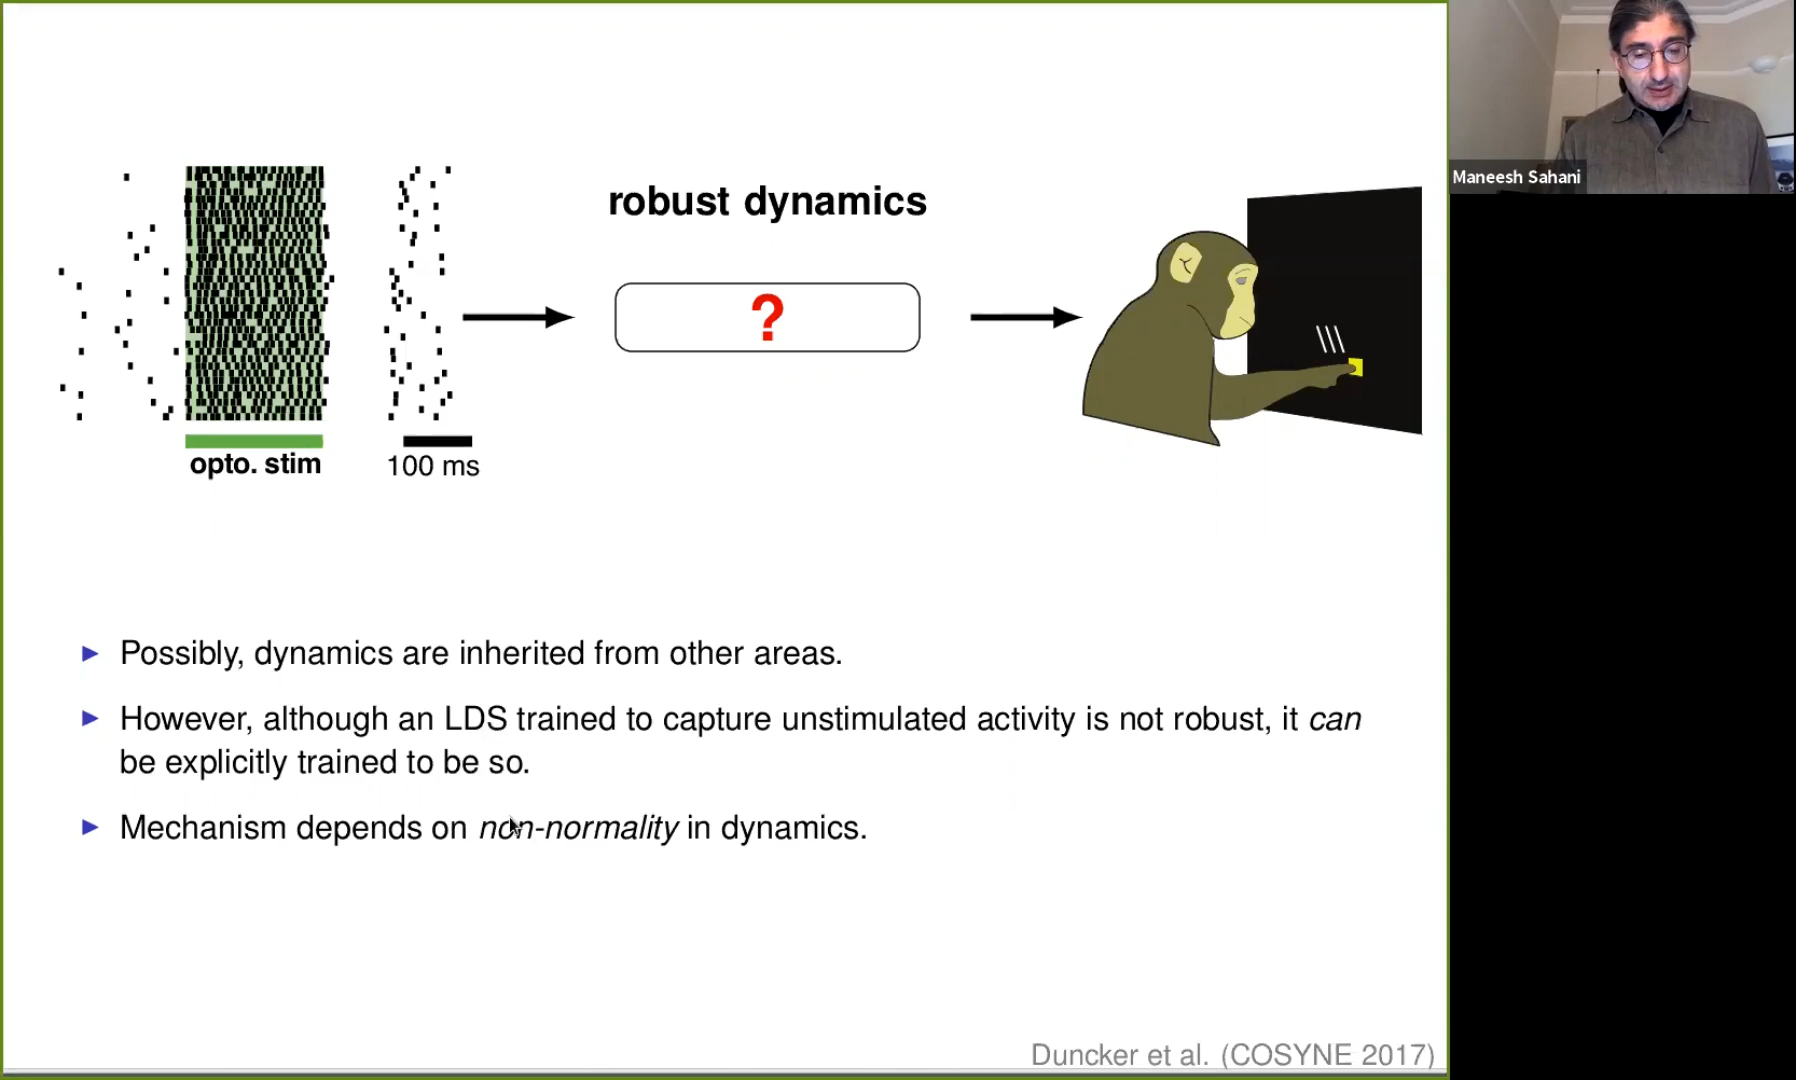 Maneesh Sahani
robust dynamics
?
opto. stim
100 ms
Possibly, dynamics are inherited from other areas.
However, although an LDS trained to capture unstimulated activity is not robust, it can
be explicitly trained to be so.
Mechanism depends on non-normality in dynamics.
Duncker et al. (COSYNE 2017)